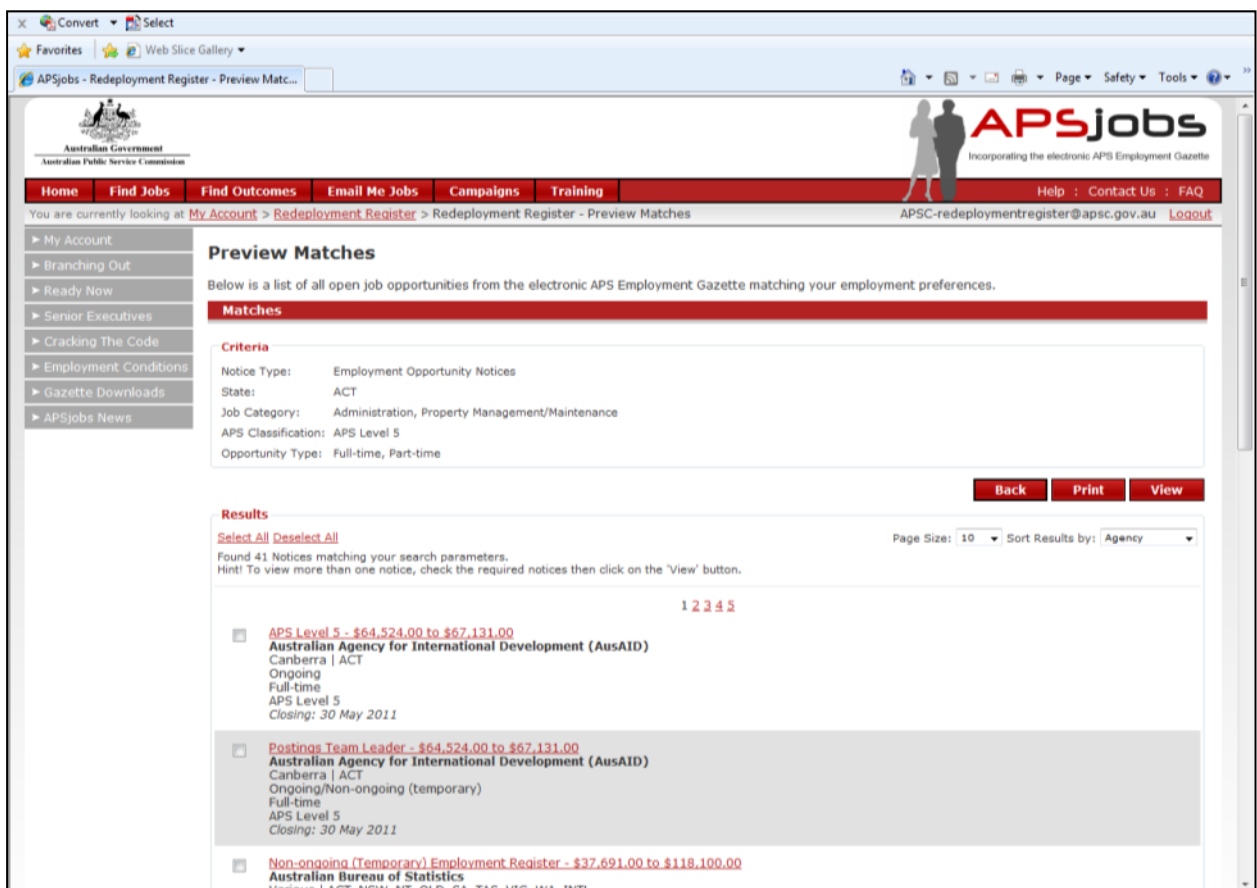 x Convert Select
Favorites Web Slice Gallery
APSjobs - Redeployment Register - Preview Matc... Page Safety Tools
Australian Government
Australian Public Service Commission
APSjobs
Incorporating the electronic APS Employment Gazette
Home Find Jobs Find Outcomes Email Me Jobs Campaigns Training Help : Contact Us : FAQ
You are currently looking at My Account > Redeployment Register > Redeployment Register - Preview Matches APSC-redeploymentregister@apsc.gov.au Logout
► My Account
► Branching Out
► Ready Now
► Senior Executives
► Cracking The Code
► Employment Conditions
► Gazette Downloads
► APSjobs News
Preview Matches
Below is a list of all open job opportunities from the electronic APS Employment Gazette matching your employment preferences.
Matches
Criteria
Notice Type: Employment Opportunity Notices
State: ACT
Job Category: Administration, Property Management/Maintenance
APS Classification: APS Level 5
Opportunity Type: Full-time, Part-time
Back Print View
Results
Select All Deselect All Page Size: 10 Sort Results by: Agency
Found 41 Notices matching your search parameters.
Hint! To view more than one notice, check the required notices then click on the 'View' button.
1 2 3 4 5
APS Level 5 - $64,524.00 to $67,131.00
Australian Agency for International Development (AusAID)
Canberra | ACT
Ongoing
Full-time
APS Level 5
Closing: 30 May 2011
Postings Team Leader - $64,524.00 to $67,131.00
Australian Agency for International Development (AusAID)
Canberra | ACT
Ongoing/Non-ongoing (temporary)
Full-time
APS Level 5
Closing: 30 May 2011
Non-ongoing (Temporary) Employment Register - $37,691.00 to $118,100.00
Australian Bureau of Statistics
Various | ACT, NSW, NT, QLD, SA, TAS, VIC, WA, INTL